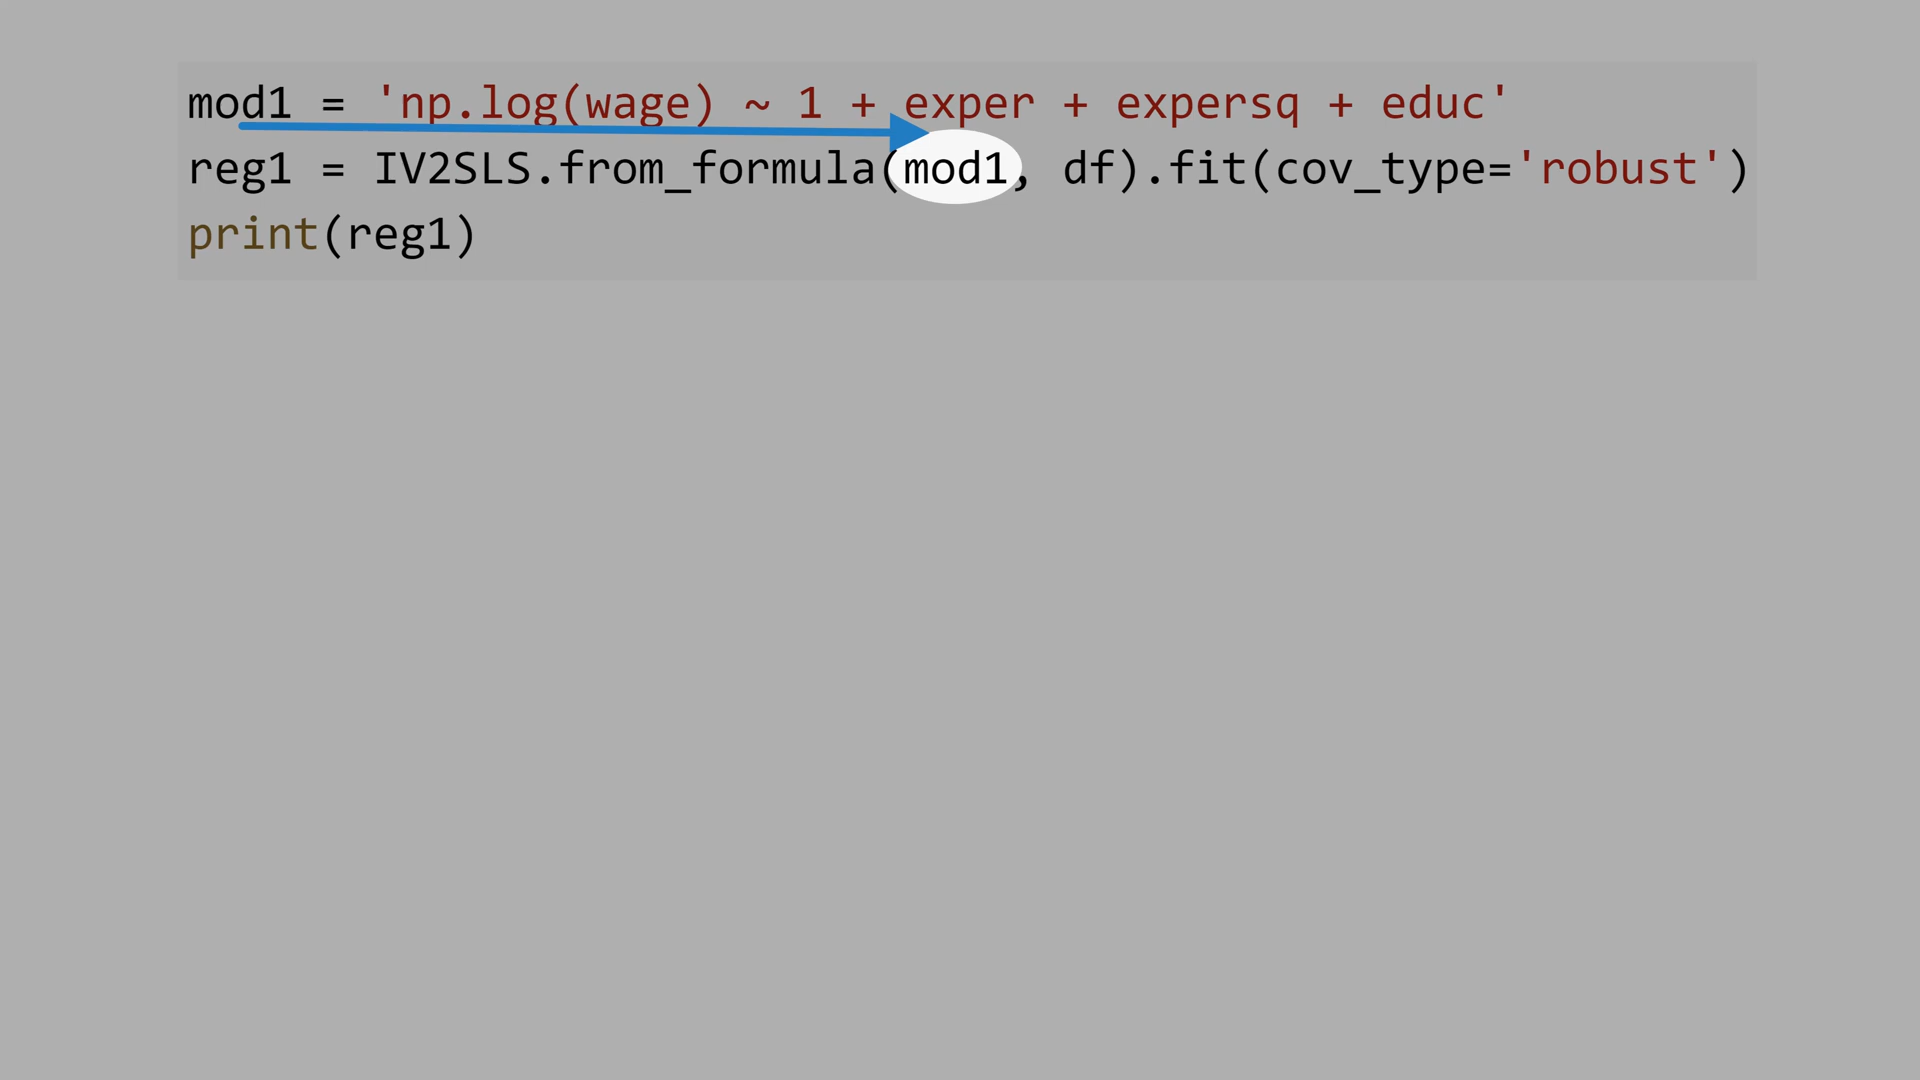 mod1 = 'np.log(wage) ~ 1 + exper + expersq + educ'
reg1 = IV2SLS.from_formula(mod1, df).fit(cov_type='robust')
print(reg1)